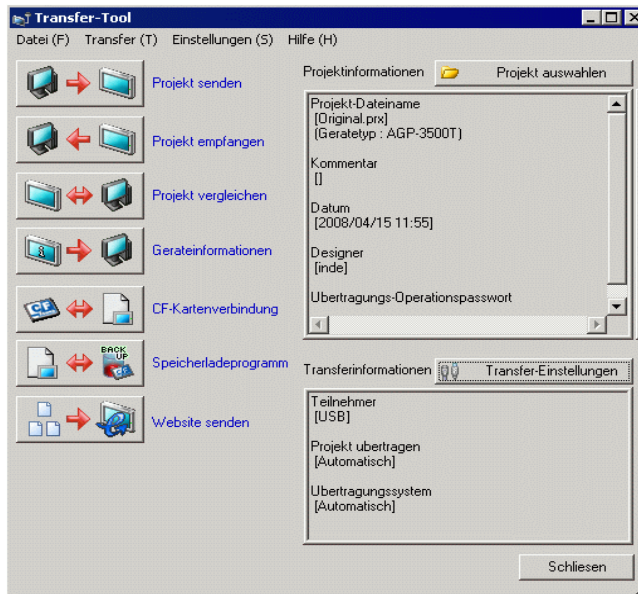 Transfer-Tool
Datei (F) Transfer (T) Einstellungen (S) Hilfe (H)
Projekt senden
Projekt empfangen
Projekt vergleichen
Gerateinformationen
CF-Kartenverbindung
Speicherladeprogramm
Website senden
CF
BACK UP
Projektinformationen
Projekt auswahlen
Projekt-Dateiname
[Original.prx]
(Geratetyp : AGP-3500T)
Kommentar
[]
Datum
[2008/04/15 11:55]
Designer
[inde]
Ubertragungs-Operationspasswort
Transferinformationen
Transfer-Einstellungen
Teilnehmer
[USB]
Projekt ubertragen
[Automatisch]
Ubertragungssystem
[Automatisch]
Schliesen